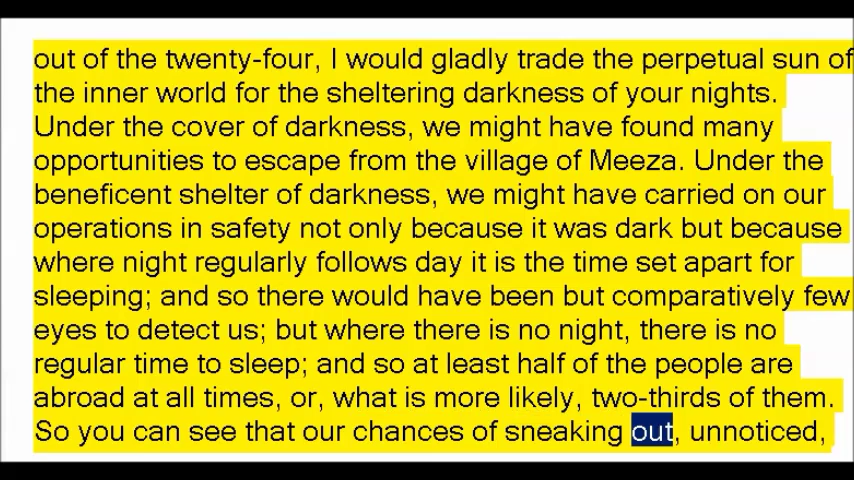 out of the twenty-four, I would gladly trade the perpetual sun of
the inner world for the sheltering darkness of your nights.
Under the cover of darkness, we might have found many
opportunities to escape from the village of Meeza. Under the
beneficent shelter of darkness, we might have carried on our
operations in safety not only because it was dark but because
where night regularly follows day it is the time set apart for
sleeping; and so there would have been but comparatively few
eyes to detect us; but where there is no night, there is no
regular time to sleep; and so at least half of the people are
abroad at all times, or, what is more likely, two-thirds of them.
So you can see that our chances of sneaking out, unnoticed,